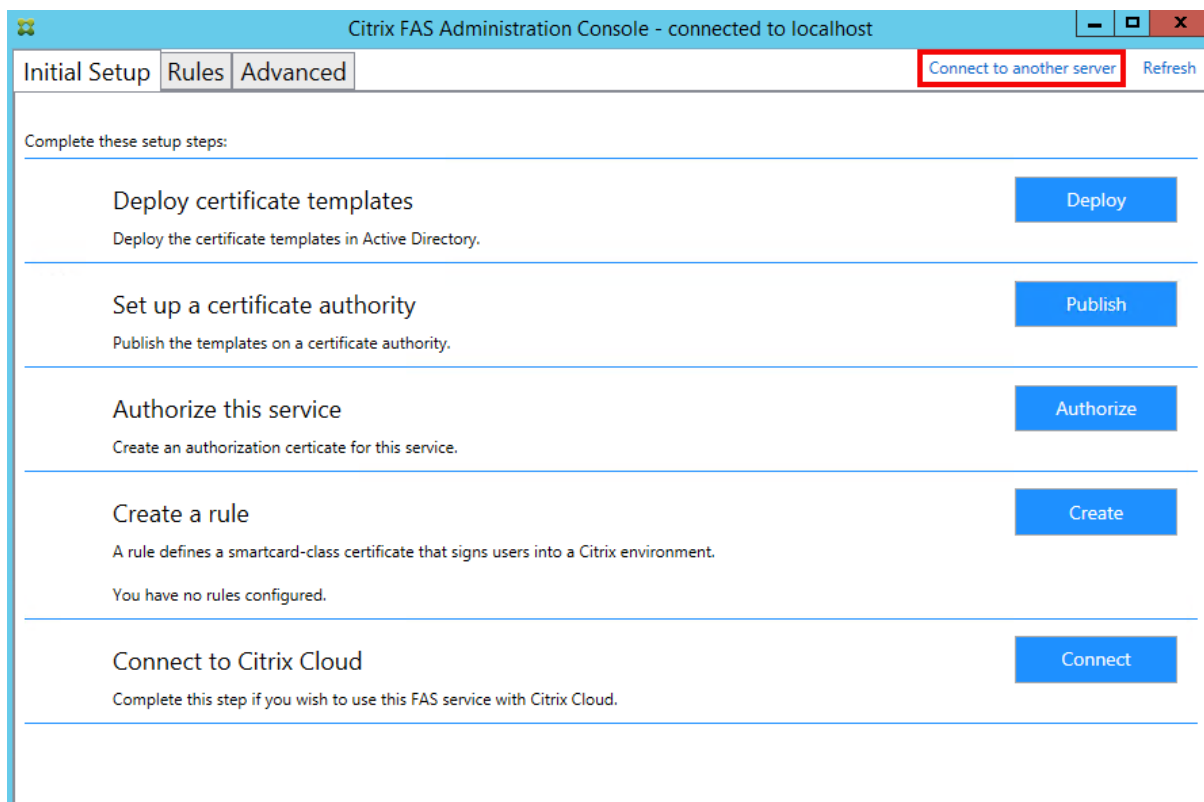 Citrix FAS Administration Console - connected to localhost
Initial Setup Rules Advanced Connect to another server Refresh
Complete these setup steps:
Deploy certificate templates
Deploy
Deploy the certificate templates in Active Directory.
Set up a certificate authority
Publish
Publish the templates on a certificate authority.
Authorize this service
Authorize
Create an authorization certicate for this service.
Create a rule
Create
A rule defines a smartcard-class certificate that signs users into a Citrix environment.
You have no rules configured.
Connect to Citrix Cloud
Connect
Complete this step if you wish to use this FAS service with Citrix Cloud.